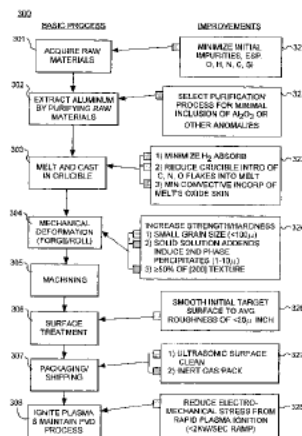 300
BASIC PROCESS
IMPROVEMENTS
301
ACQUIRE RAW
MATERIALS
MINIMIZE INITIAL
IMPURITIES, ESP.
O, H, N, C, Si
302
EXTRACT ALUMINUM
BY PURIFYING RAW
MATERIALS
SELECT PURIFICATION
PROCESS FOR MINIMAL
INCLUSION OF Al2O3 OR
OTHER ANOMALIES
303
MELT AND CAST
IN CRUCIBLE
1) MINIMIZE H2 ABSORB
2) REDUCE CRUCIBLE INTRO OF
C, N, O FLAKES INTO MELT
3) MIN CONVECTIVE INCORP OF
MELT'S OXIDE SKIN
304
MECHANICAL
DEFORMATION
(FORGE/ROLL)
INCREASE STRENGTH/HARDNESS
1) SMALL GRAIN SIZE (<100µ)
2) SOLID SOLUTION ADDENDS
INDUCE 2ND PHASE
PERCIPITATES (1-10µ)
3) ≥50% OF [200] TEXTURE
305
MACHINING
306
SURFACE
TREATMENT
SMOOTH INITIAL TARGET
SURFACE TO AVG
ROUGHNESS OF <20µ INCH
307
PACKAGING/
SHIPPING
1) ULTRASONIC SURFACE
CLEAN
2) INERT GAS PACK
308
IGNITE PLASMA
& MAINTAIN PVD
PROCESS
REDUCE ELECTRO-
MECHANICAL STRESS FROM
RAPID PLASMA IGNITION
(<2KW/SEC RAMP)